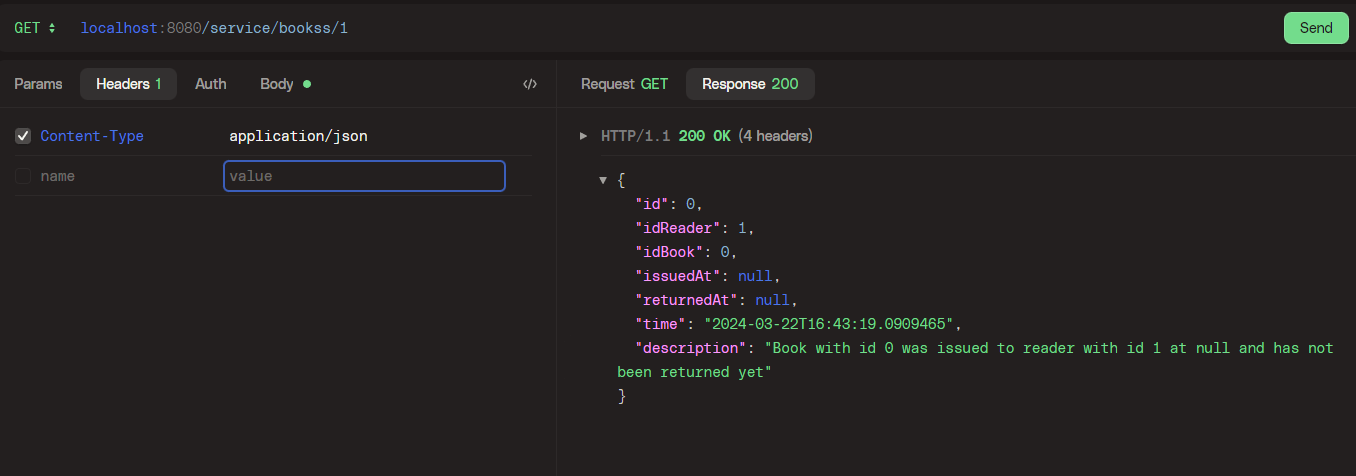 GET localhost:8080/service/bookss/1 Send
Params Headers 1 Auth Body </> Request GET Response 200
Content-Type application/json
name value
HTTP/1.1 200 OK (4 headers)
{
"id": 0,
"idReader": 1,
"idBook": 0,
"issuedAt": null,
"returnedAt": null,
"time": "2024-03-22T16:43:19.0909465",
"description": "Book with id 0 was issued to reader with id 1 at null and has not
been returned yet"
}